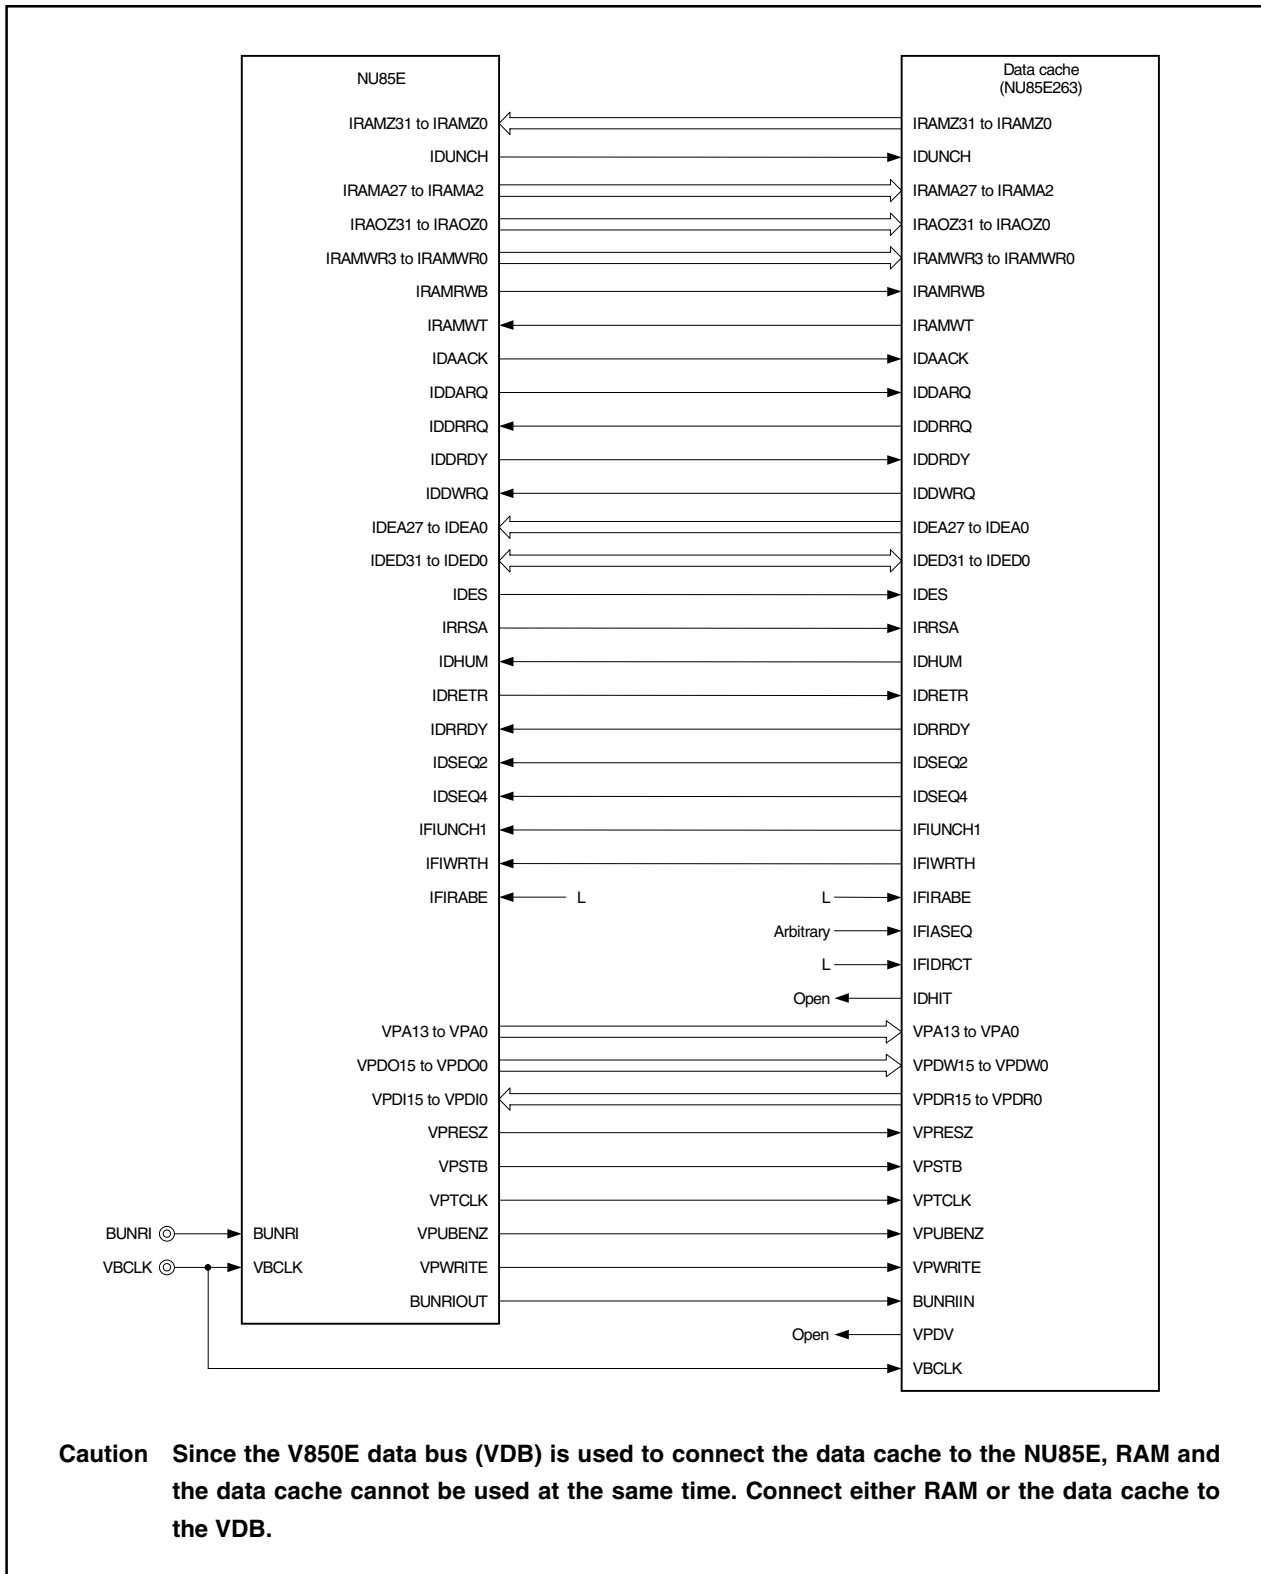 NU85E
Data cache
(NU85E263)
IRAMZ31 to IRAMZ0 IRAMZ31 to IRAMZ0
IDUNCH IDUNCH
IRAMA27 to IRAMA2 IRAMA27 to IRAMA2
IRAOZ31 to IRAOZ0 IRAOZ31 to IRAOZ0
IRAMWR3 to IRAMWR0 IRAMWR3 to IRAMWR0
IRAMRWB IRAMRWB
IRAMWT IRAMWT
IDAACK IDAACK
IDDARQ IDDARQ
IDDRRQ IDDRRQ
IDDRDY IDDRDY
IDDWRQ IDDWRQ
IDEA27 to IDEA0 IDEA27 to IDEA0
IDED31 to IDED0 IDED31 to IDED0
IDES IDES
IRRSA IRRSA
IDHUM IDHUM
IDRETR IDRETR
IDRRDY IDRRDY
IDSEQ2 IDSEQ2
IDSEQ4 IDSEQ4
IFIUNCH1 IFIUNCH1
IFIWRTH IFIWRTH
IFIRABE L L IFIRABE
Arbitrary IFIASEQ
L IFIDRCT
Open IDHIT
VPA13 to VPA0 VPA13 to VPA0
VPDO15 to VPDO0 VPDW15 to VPDW0
VPDI15 to VPDI0 VPDR15 to VPDR0
VPRESZ VPRESZ
VPSTB VPSTB
VPTCLK VPTCLK
BUNRI BUNRI VPUBENZ VPUBENZ
VBCLK VBCLK VPWRITE VPWRITE
BUNRIOUT BUNRIIN
Open VPDV
VBCLK
Caution Since the V850E data bus (VDB) is used to connect the data cache to the NU85E, RAM and
the data cache cannot be used at the same time. Connect either RAM or the data cache to
the VDB.